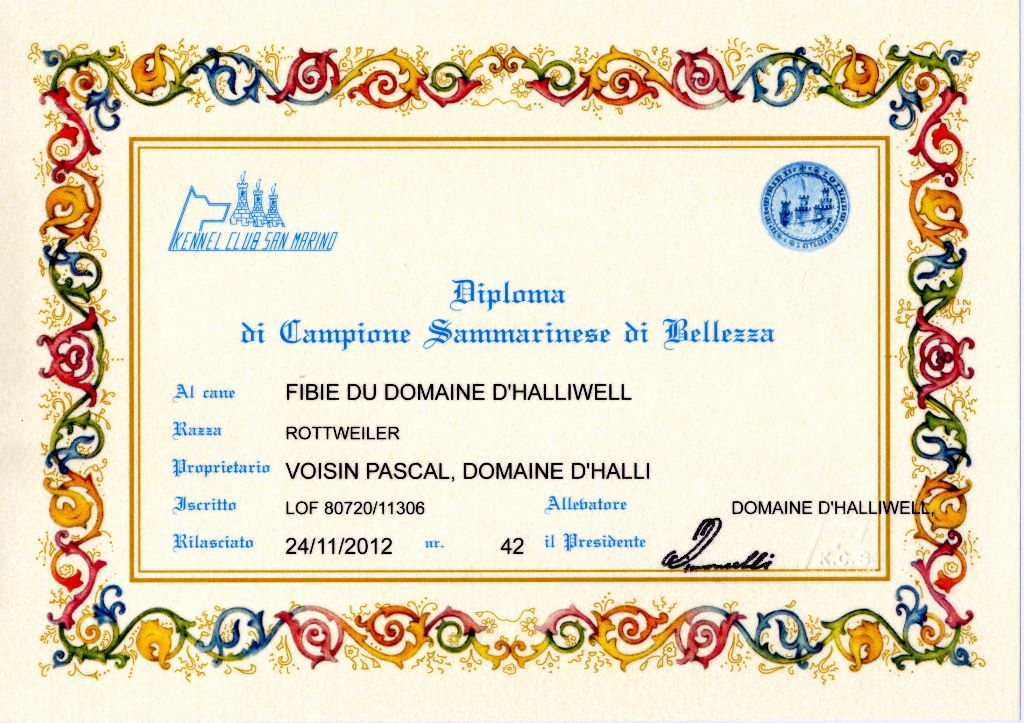 KENNEL CLUB SAN MARINO
Diploma
di Campione Sammarinese di Bellezza
Al cane FIBIE DU DOMAINE D'HALLIWELL
Razza ROTTWEILER
Proprietario VOISIN PASCAL, DOMAINE D'HALLI
Iscritto LOF 80720/11306 Allevatore DOMAINE D'HALLIWELL,
Rilasciato 24/11/2012 nr. 42 il Presidente
K.C.S